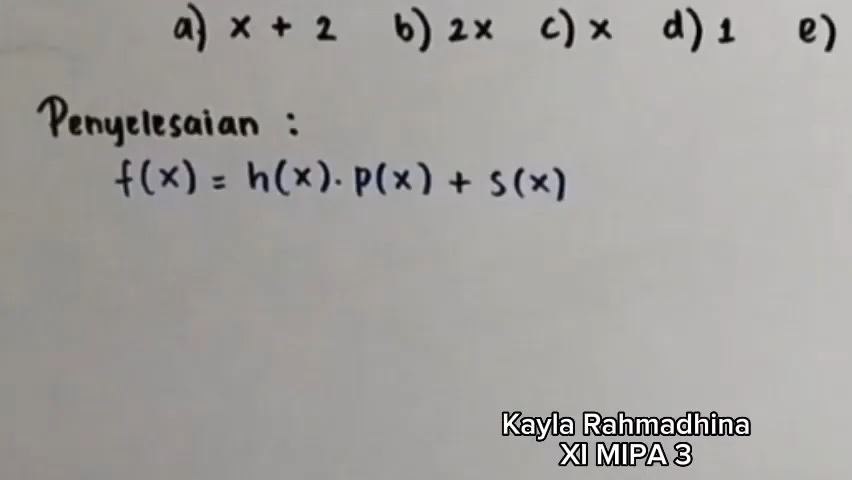 a) x + 2 b) 2x c) x d) 1 e)
Penyelesaian :
f(x) = h(x). p(x) + s(x)
Kayla Rahmadhina
XI MIPA 3